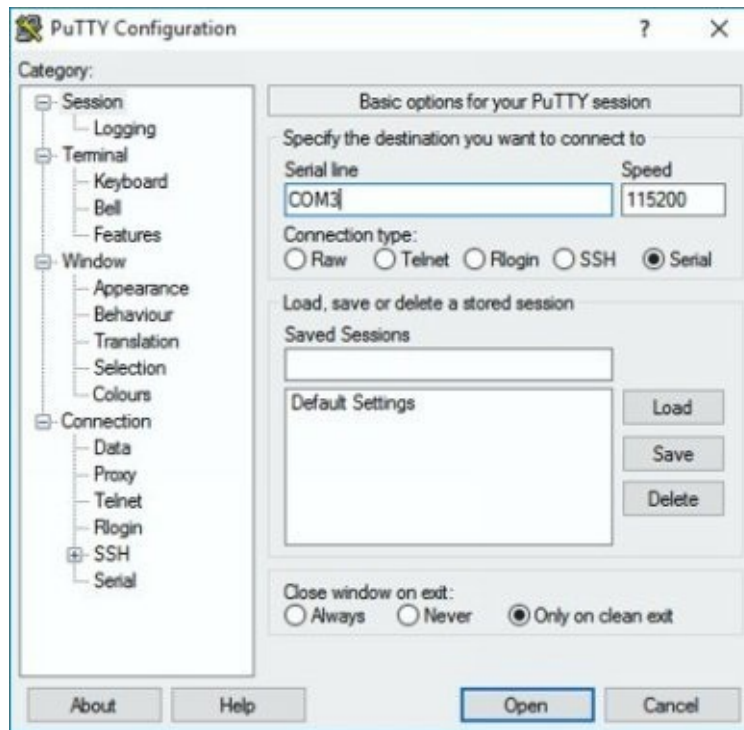 PuTTY Configuration
?
Category:
Session
Logging
Terminal
Keyboard
Bell
Features
Window
Appearance
Behaviour
Translation
Selection
Colours
Connection
Data
Proxy
Telnet
Rlogin
SSH
Serial
Basic options for your PuTTY session
Specify the destination you want to connect to
Serial line Speed
COM3 115200
Connection type:
Raw Telnet Rlogin SSH Serial
Load, save or delete a stored session
Saved Sessions
Default Settings
Load
Save
Delete
Close window on exit:
Always Never Only on clean exit
About Help Open Cancel